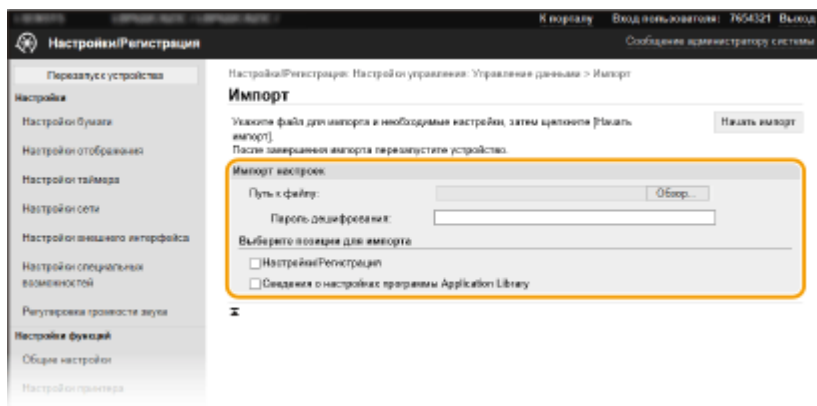 К порталу Вход пользователя: 7654321 Выход
Настройки/Регистрация
Сообщение администратору системы
Перезапуск устройства
Настройки
Настройки бумаги
Настройки отображения
Настройки таймера
Настройки сети
Настройки внешнего интерфейса
Настройки специальных
возможностей
Регулировка громкости звука
Настройки функций
Общие настройки
Настройки принтера
Настройки/Регистрация: Настройки управления: Управление данными > Импорт
Импорт
Укажите файл для импорта и необходимые настройки, затем щелкните [Начать
импорт].
После завершения импорта перезапустите устройство.
Начать импорт
Импорт настроек
Путь к файлу:
Обзор...
Пароль дешифрования:
Выберите позиции для импорта
Настройки/Регистрация
Сведения о настройках программы Application Library